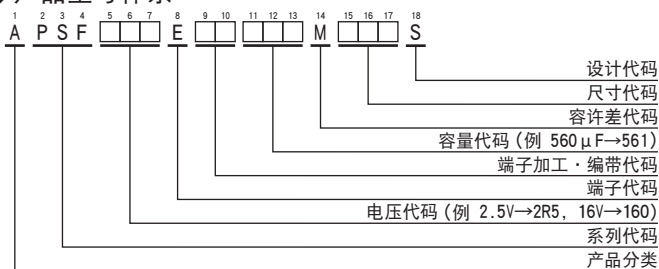 1 2 3 4 5 6 7 8 9 10 11 12 13 14 15 16 17 18
A P S F E M S
设计代码
尺寸代码
容许差代码
容量代码 (例 560μF→561)
端子加工・编带代码
端子代码
电压代码 (例 2.5V→2R5, 16V→160)
系列代码
产品分类